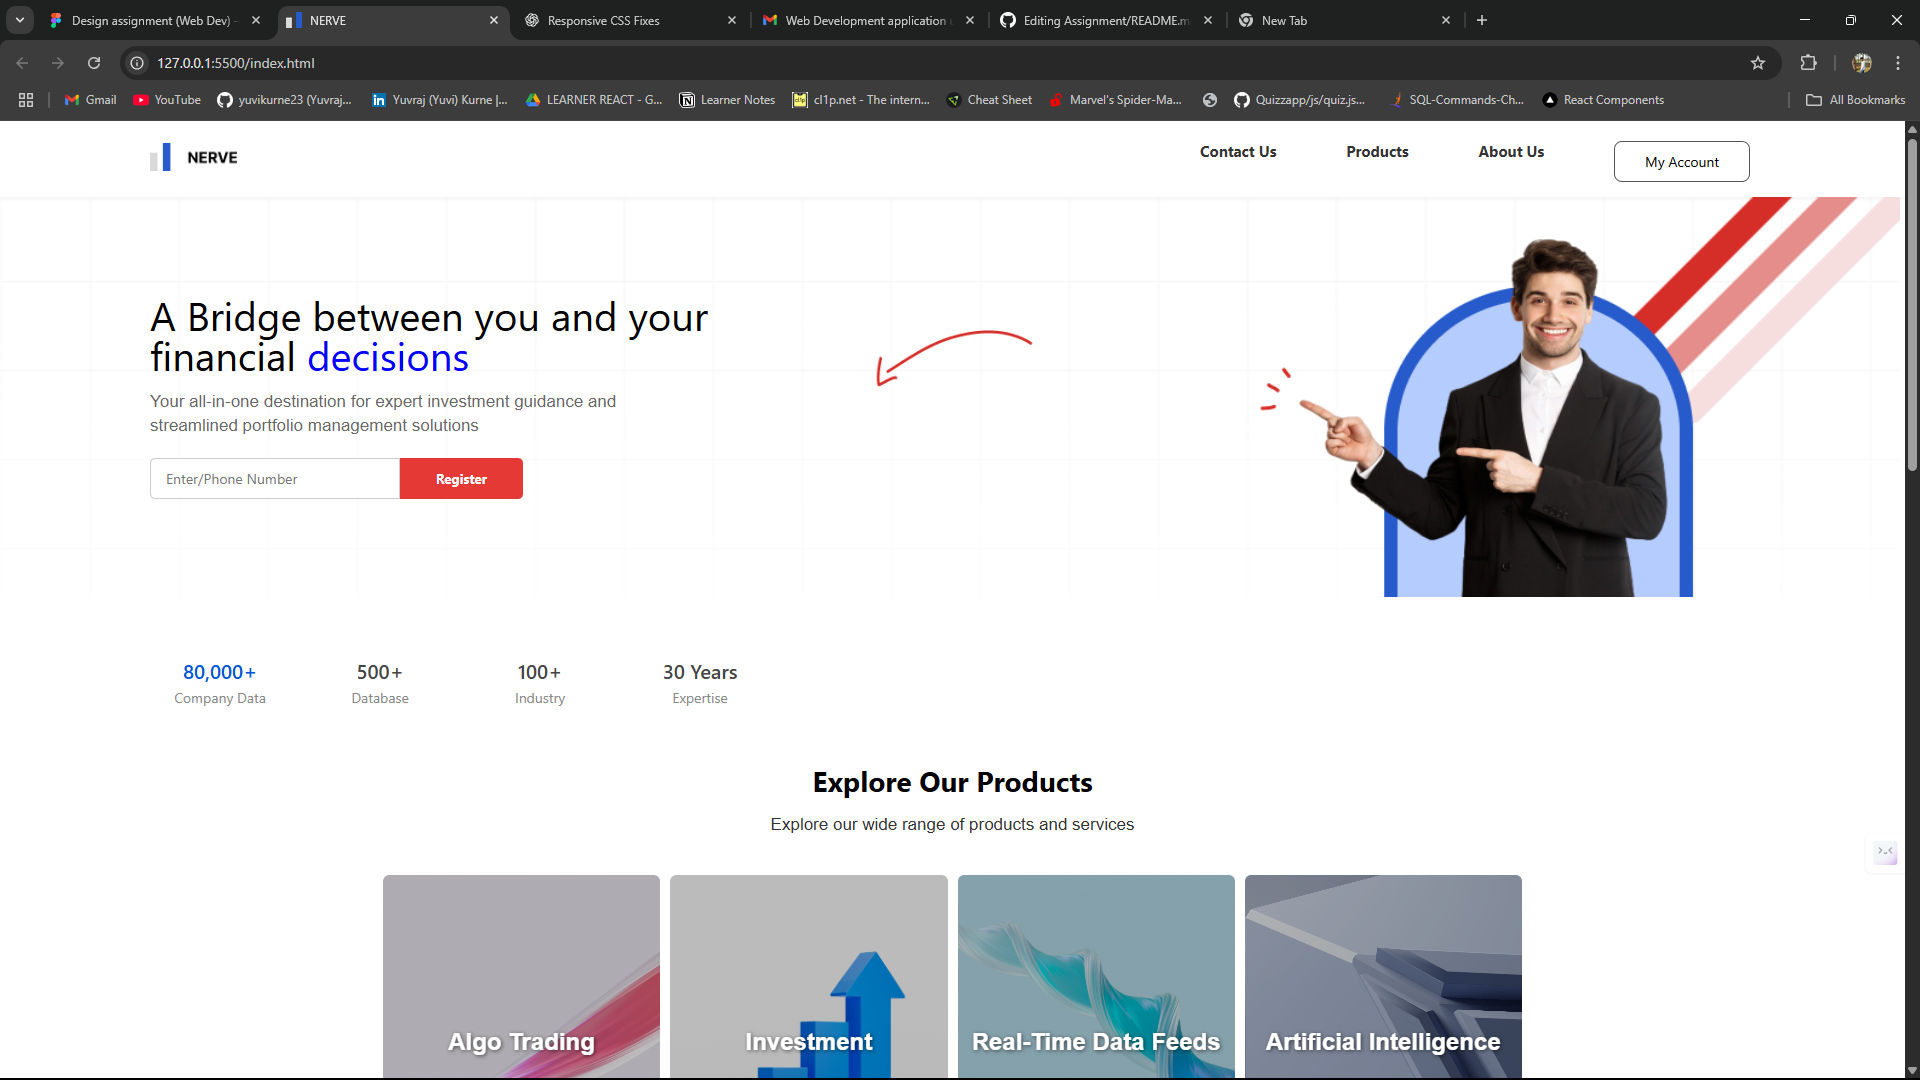 Design assignment (Web Dev) -
NERVE
Responsive CSS Fixes
Web Development application
Editing Assignment/README.m
New Tab
127.0.0.1:5500/index.html
Gmail
YouTube
yuvikurne23 (Yuvraj...
Yuvraj (Yuvi) Kurne |...
LEARNER REACT - G...
Learner Notes
cl1p.net - The intern...
Cheat Sheet
Marvel's Spider-Ma...
Quizzapp/js/quiz.js...
SQL-Commands-Ch...
React Components
All Bookmarks
NERVE
Contact Us
Products
About Us
My Account
A Bridge between you and your
financial decisions
Your all-in-one destination for expert investment guidance and
streamlined portfolio management solutions
Enter/Phone Number
Register
80,000+
Company Data
500+
Database
100+
Industry
30 Years
Expertise
Explore Our Products
Explore our wide range of products and services
Algo Trading
Investment
Real-Time Data Feeds
Artificial Intelligence